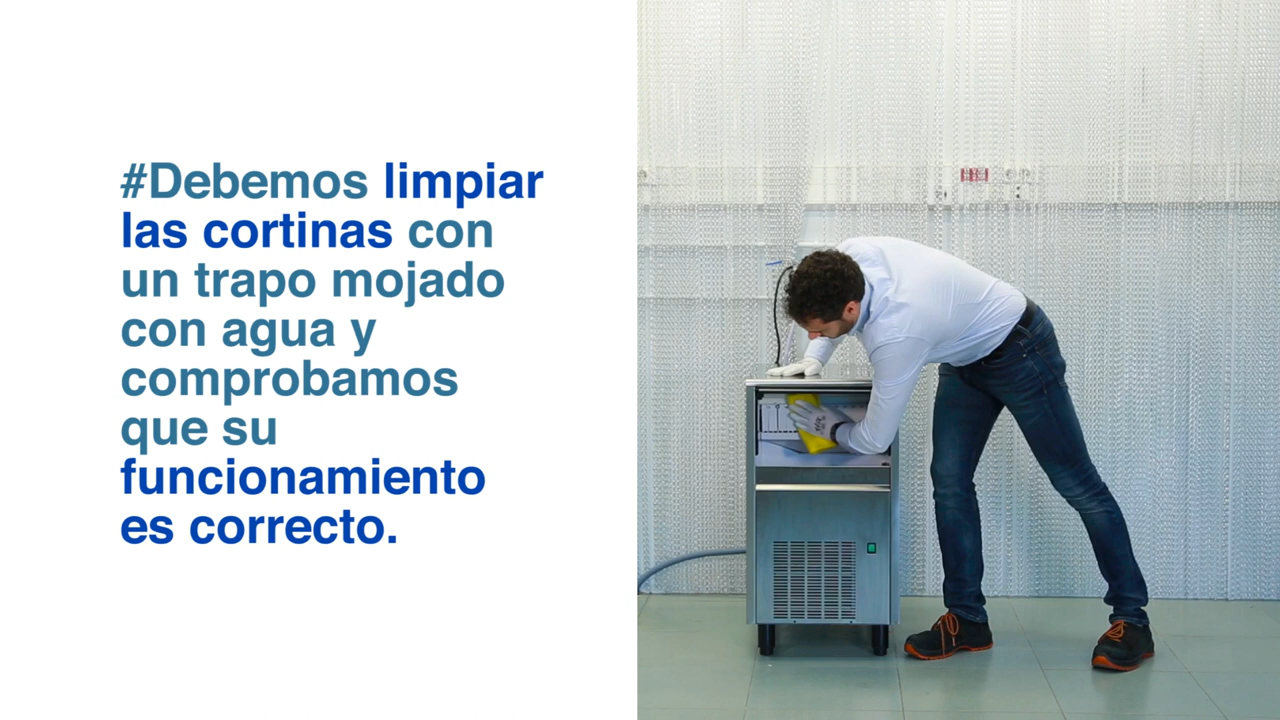 #Debemos limpiar
las cortinas con
un trapo mojado
con agua y
comprobamos
que su
funcionamiento
es correcto.